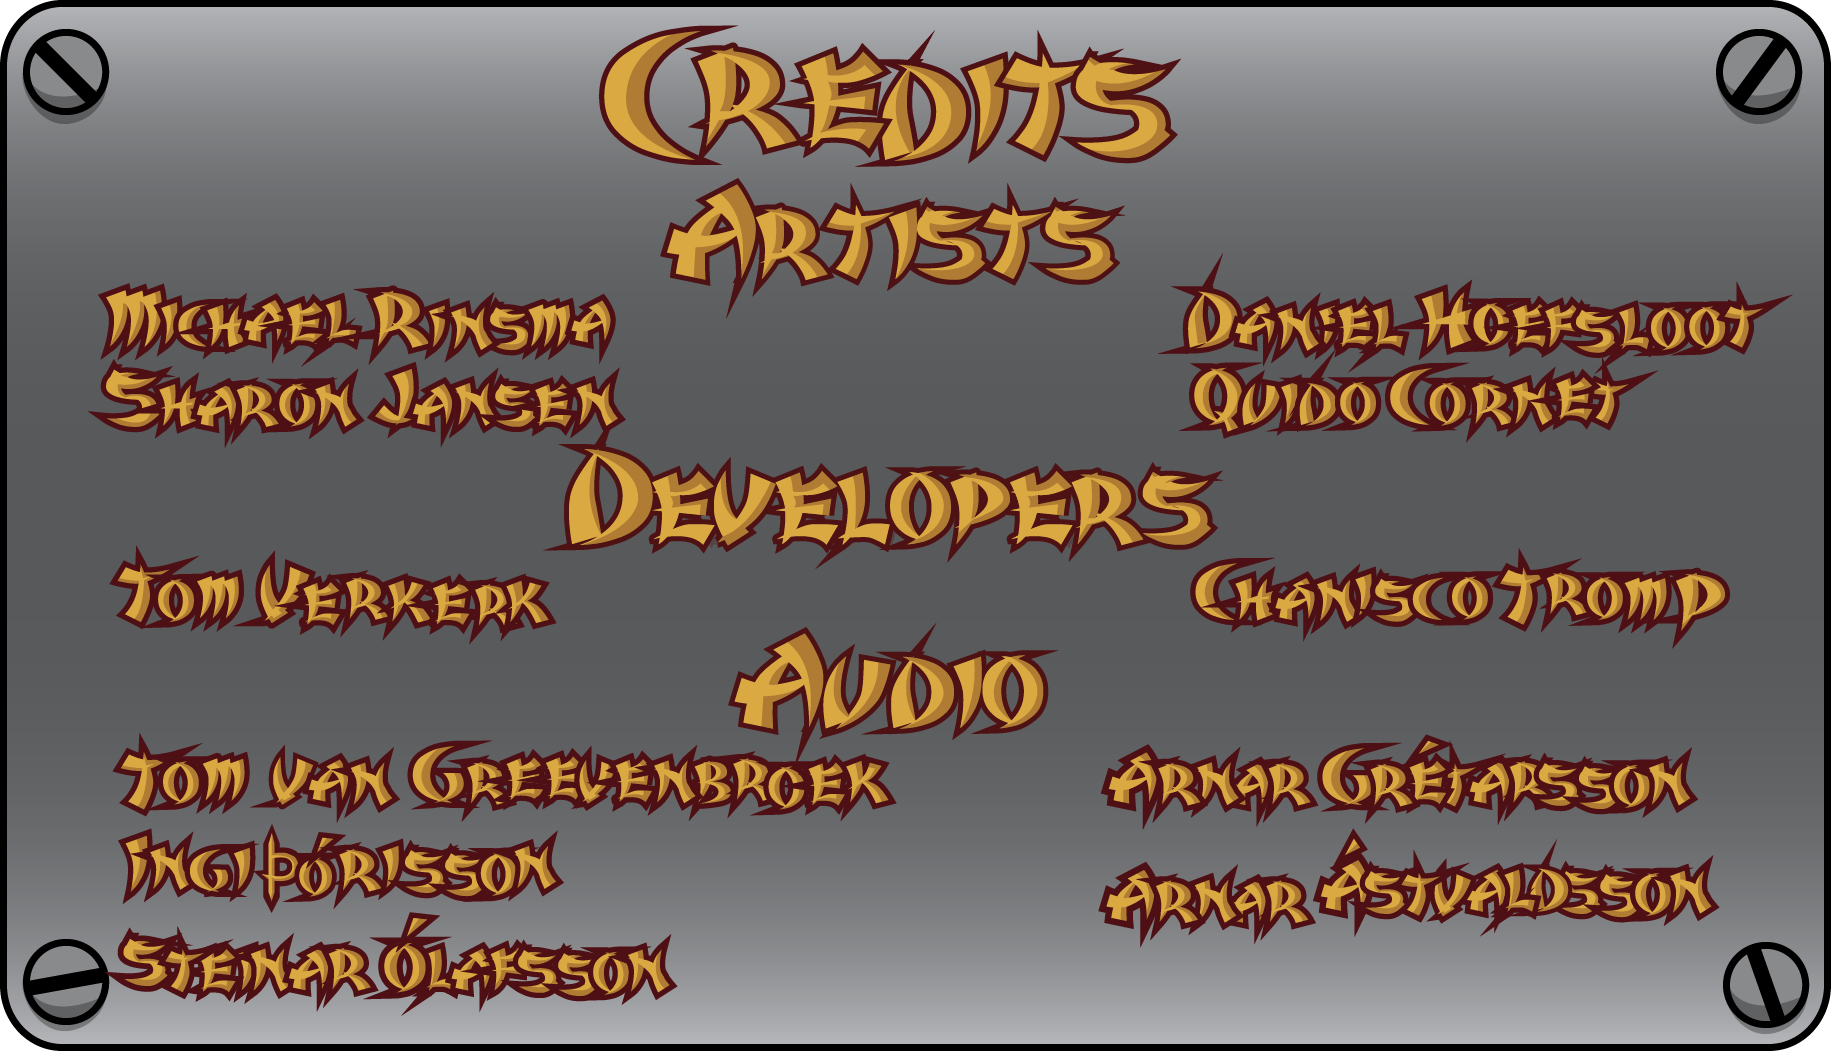 Credits
Artists
Michael Rinsma
Daniel Hoefsloot
Sharon Jansen
Quido Cornet
Developers
Tom Verkerk
Chanisco Tromp
Audio
Tom van Greevenbroek
Arnar Grétarsson
Ingi Þórisson
Arnar Ástvaldsson
Steinar Ólafsson